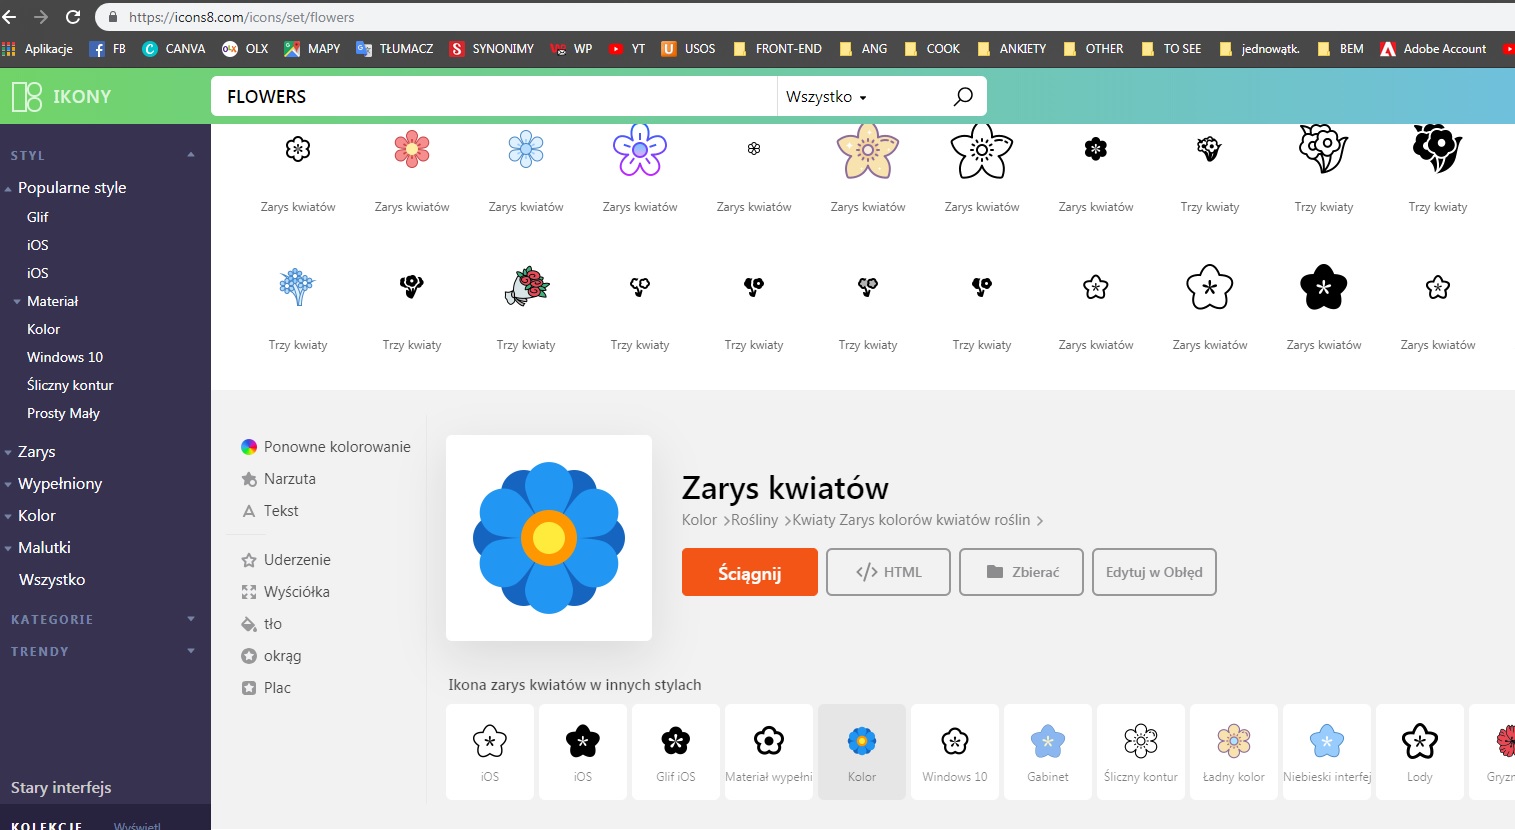 https://icons8.com/icons/set/flowers
Aplikacje FB CANVA OLX MAPY TŁUMACZ SYNONIMY WP YT USOS FRONT-END ANG COOK ANKIETY OTHER TO SEE jednowątk. BEM Adobe Account
IKONY
FLOWERS Wszystko
STYL
Popularne style
Glif
iOS
iOS
Materiał
Kolor
Windows 10
Śliczny kontur
Prosty Mały
Zarys
Wypełniony
Kolor
Malutki
Wszystko
KATEGORIE
TRENDY
Stary interfejs
KOLEKCJE Wyświetl
Zarys kwiatów Zarys kwiatów Zarys kwiatów Zarys kwiatów Zarys kwiatów Zarys kwiatów Zarys kwiatów Zarys kwiatów Trzy kwiaty Trzy kwiaty Trzy kwiaty
Trzy kwiaty Trzy kwiaty Trzy kwiaty Trzy kwiaty Trzy kwiaty Trzy kwiaty Trzy kwiaty Zarys kwiatów Zarys kwiatów Zarys kwiatów Zarys kwiatów
Ponowne kolorowanie
Narzuta
Tekst
Uderzenie
Wyściółka
tło
okrąg
Plac
Zarys kwiatów
Kolor >Rośliny >Kwiaty Zarys kolorów kwiatów roślin >
Ściągnij </> HTML Zbierać Edytuj w Obłęd
Ikona zarys kwiatów w innych stylach
iOS iOS Glif iOS Materiał wypełni Kolor Windows 10 Gabinet Śliczny kontur Ładny kolor Niebieski interfej Lody Gryzm